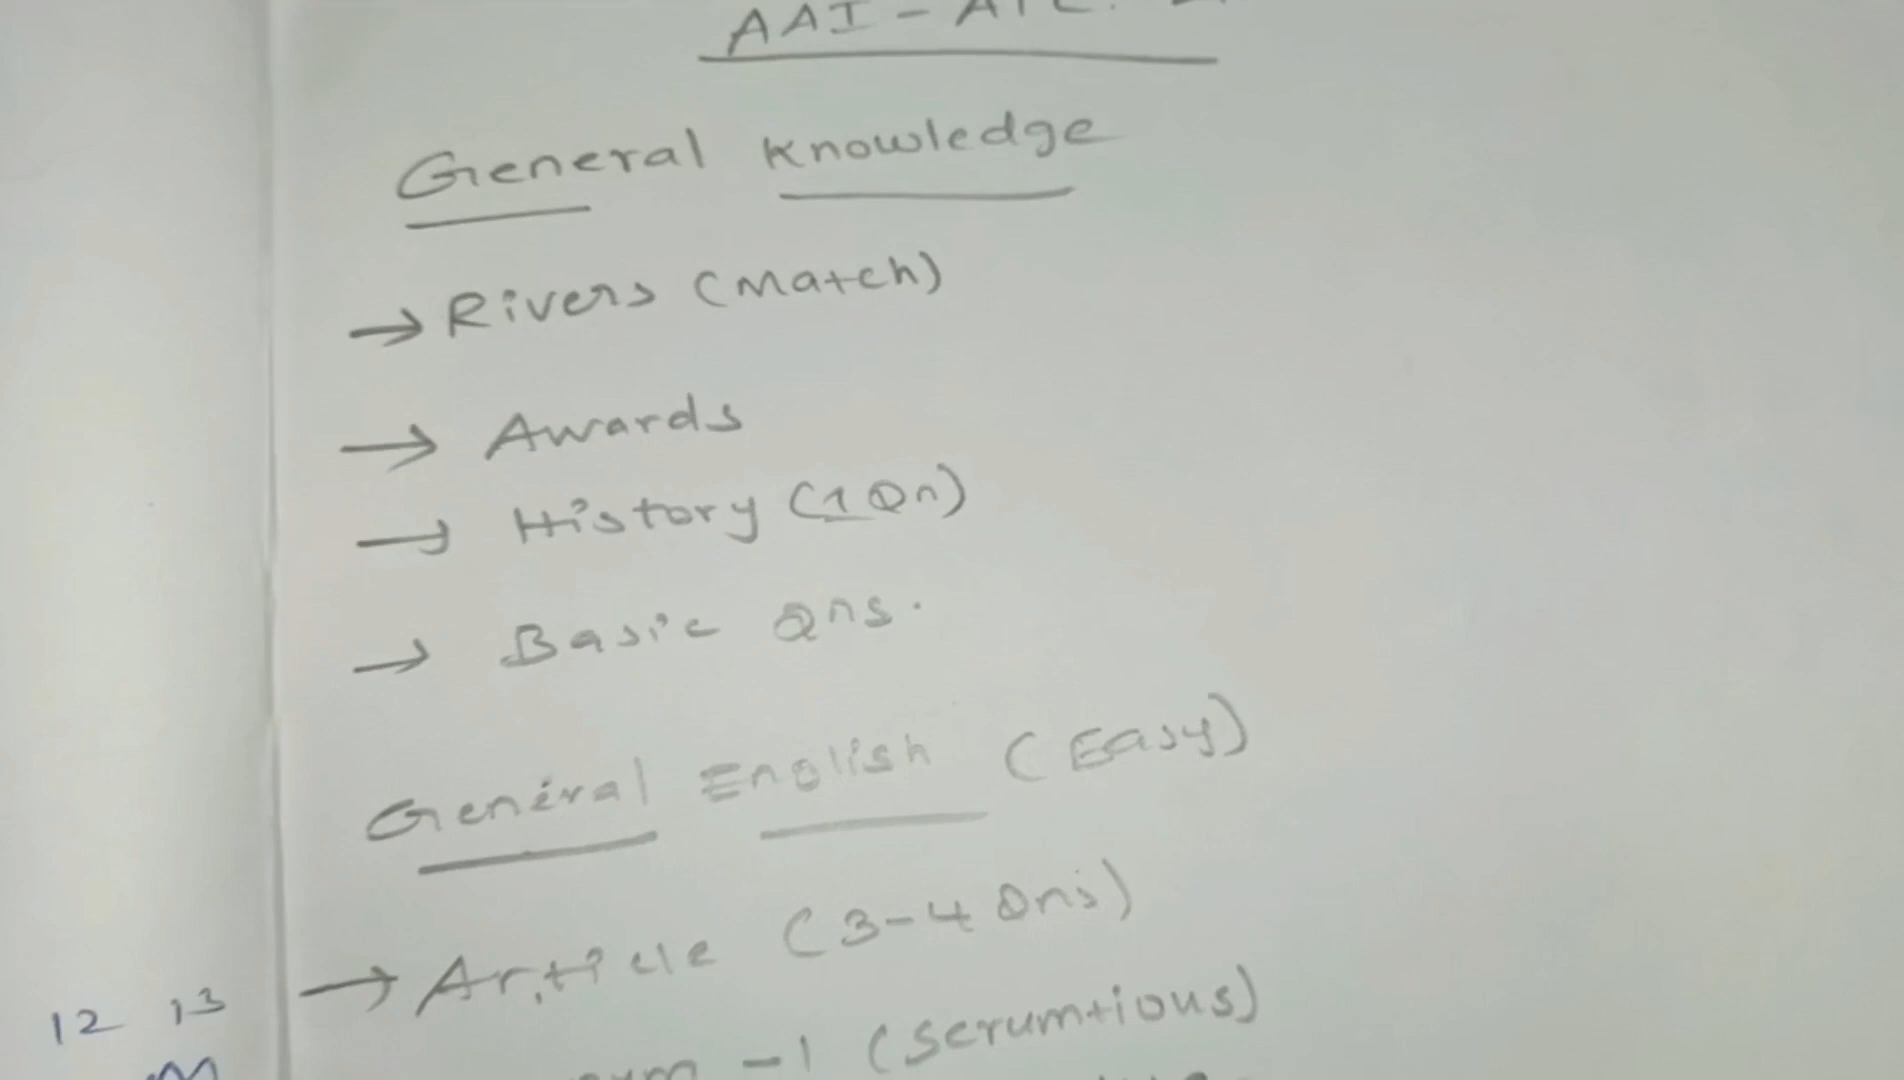 AAI - ATC
General Knowledge
→ Rivers (Match)
→ Awards
→ History (1 Qn)
→ Basic Qns.
General English (Easy)
→ Article (3-4 Qns)
12 13
-1 (scrumtious)